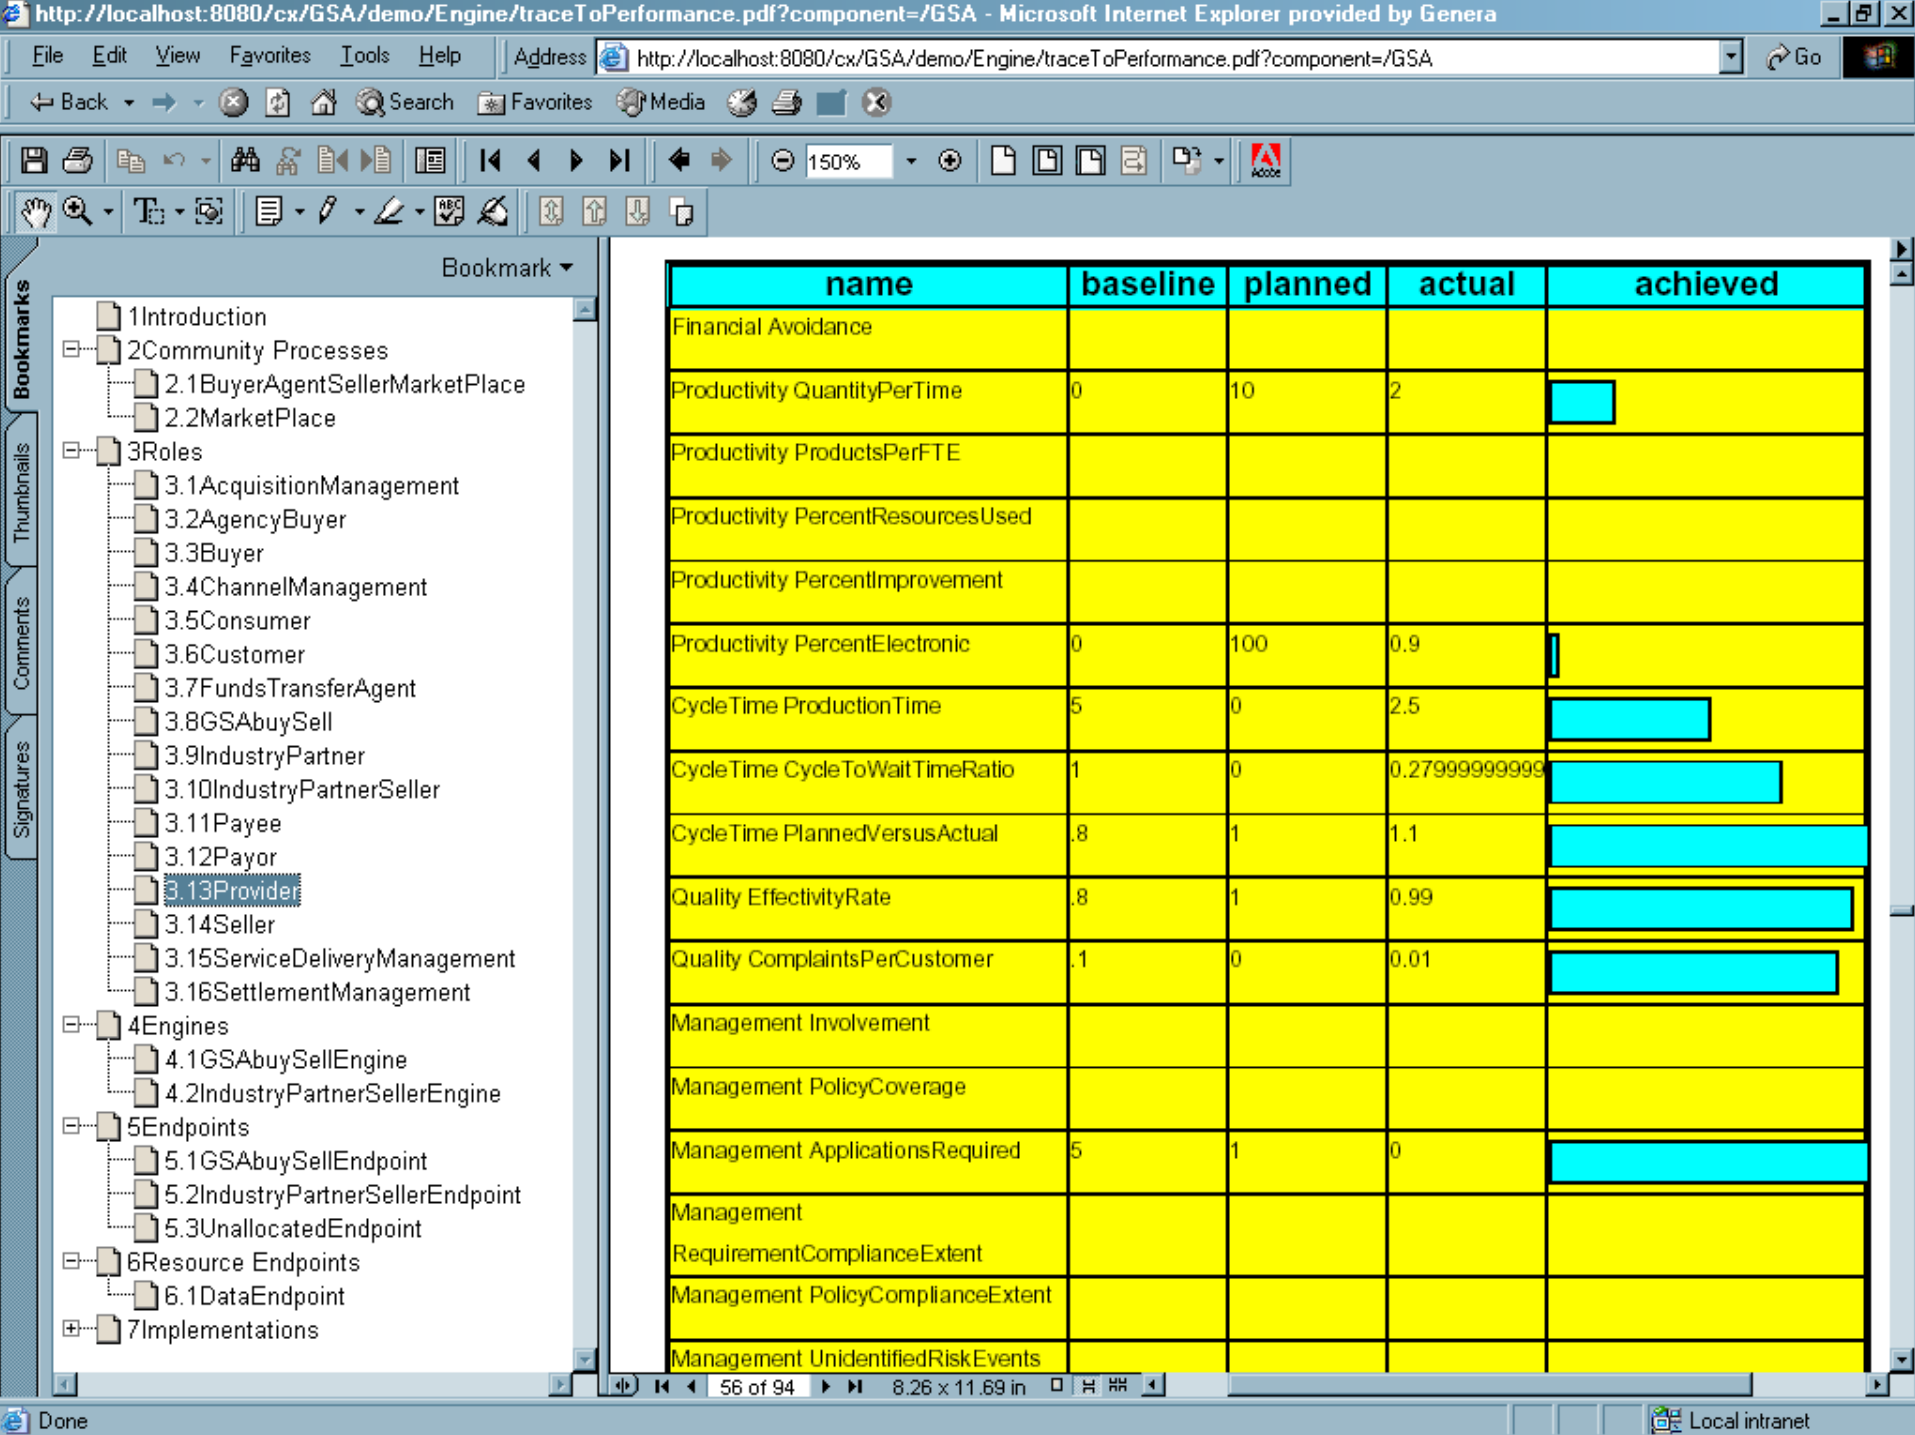 http://localhost:8080/cx/GSA/demo/Engine/traceToPerformance.pdf?component=/GSA - Microsoft Internet Explorer provided by Genera
File Edit View Favorites Tools Help Address http://localhost:8080/cx/GSA/demo/Engine/traceToPerformance.pdf?component=/GSA Go
Back Search Favorites Media
150% Adobe
ABC
Bookmarks
Thumbnails
Comments
Signatures
Bookmark
1Introduction
2Community Processes
2.1BuyerAgentSellerMarketPlace
2.2MarketPlace
3Roles
3.1AcquisitionManagement
3.2AgencyBuyer
3.3Buyer
3.4ChannelManagement
3.5Consumer
3.6Customer
3.7FundsTransferAgent
3.8GSAbuySell
3.9IndustryPartner
3.10IndustryPartnerSeller
3.11Payee
3.12Payor
3.13Provider
3.14Seller
3.15ServiceDeliveryManagement
3.16SettlementManagement
4Engines
4.1GSAbuySellEngine
4.2IndustryPartnerSellerEngine
5Endpoints
5.1GSAbuySellEndpoint
5.2IndustryPartnerSellerEndpoint
5.3UnallocatedEndpoint
6Resource Endpoints
6.1DataEndpoint
7Implementations
name baseline planned actual achieved
Financial Avoidance
Productivity QuantityPerTime 0 10 2
Productivity ProductsPerFTE
Productivity PercentResourcesUsed
Productivity PercentImprovement
Productivity PercentElectronic 0 100 0.9
CycleTime ProductionTime 5 0 2.5
CycleTime CycleToWaitTimeRatio 1 0 0.27999999999
CycleTime PlannedVersusActual .8 1 1.1
Quality EffectivityRate .8 1 0.99
Quality ComplaintsPerCustomer .1 0 0.01
Management Involvement
Management PolicyCoverage
Management ApplicationsRequired 5 1 0
Management
RequirementComplianceExtent
Management PolicyComplianceExtent
Management UnidentifiedRiskEvents
56 of 94 8.26 x 11.69 in
Done Local intranet